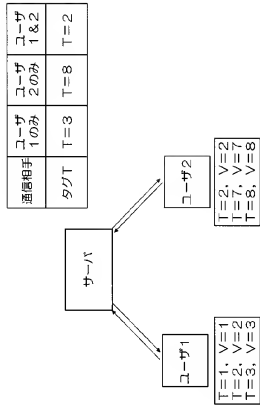 通信相手 ユーザ1のみ ユーザ2のみ ユーザ1&2
タグT T=3 T=8 T=2
サーバ
ユーザ1
ユーザ2
T=1, V=1
T=2, V=2
T=3, V=3
T=2, V=2
T=7, V=7
T=8, V=8